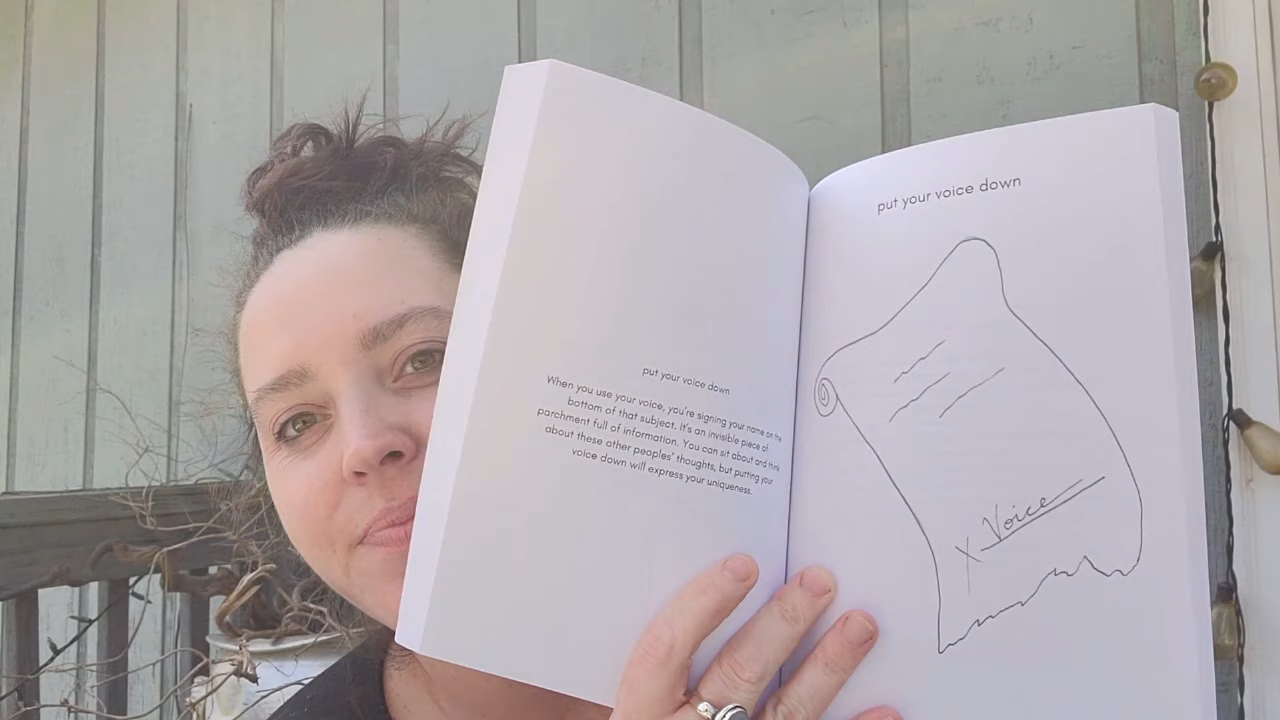 put your voice down
When you use your voice, you're signing your name on the
bottom of that subject. It's an invisible piece of
parchment full of information. You can sit about and think
about these other peoples' thoughts, but putting your
voice down will express your uniqueness.
put your voice down
X Voice